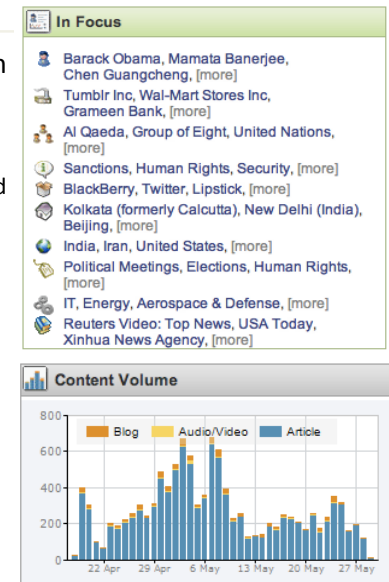 In Focus
n
Barack Obama, Mamata Banerjee,
Chen Guangcheng, [more]
Tumblr Inc, Wal-Mart Stores Inc,
Grameen Bank, [more]
Al Qaeda, Group of Eight, United Nations,
[more]
d
Sanctions, Human Rights, Security, [more]
BlackBerry, Twitter, Lipstick, [more]
Kolkata (formerly Calcutta), New Delhi (India),
Beijing, [more]
India, Iran, United States, [more]
Political Meetings, Elections, Human Rights,
[more]
IT, Energy, Aerospace & Defense, [more]
Reuters Video: Top News, USA Today,
Xinhua News Agency, [more]
Content Volume
800
Blog Audio/Video Article
600
400
200
0
22 Apr 29 Apr 6 May 13 May 20 May 27 May